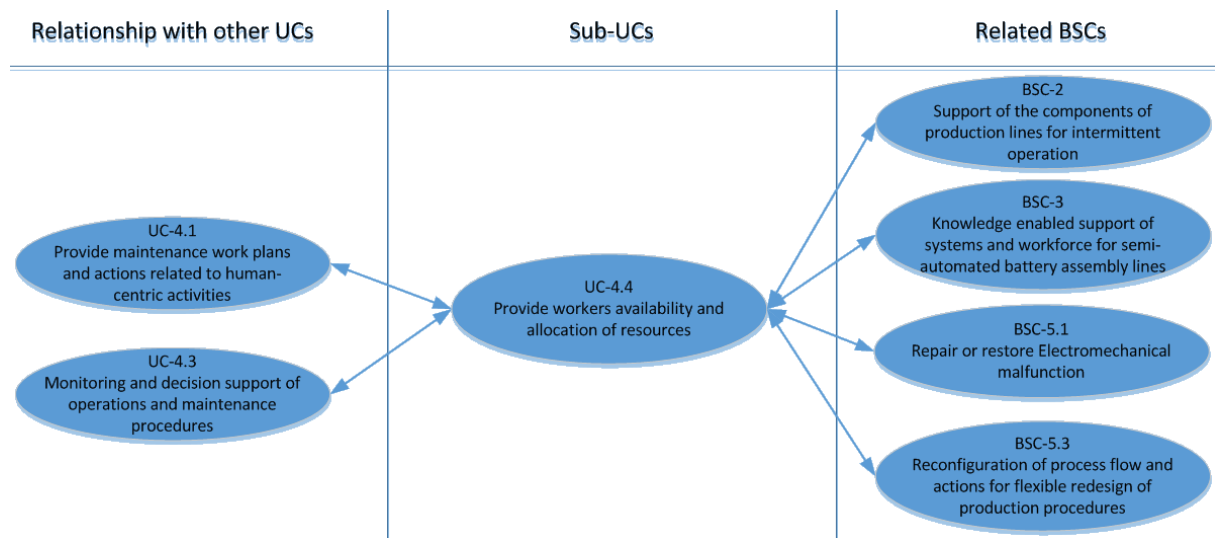 Relationship with other UCs
Sub-UCs
Related BSCs
UC-4.1
Provide maintenance work plans
and actions related to human-
centric activities
UC-4.3
Monitoring and decision support of
operations and maintenance
procedures
UC-4.4
Provide workers availability and
allocation of resources
BSC-2
Support of the components of
production lines for intermittent
operation
BSC-3
Knowledge enabled support of
systems and workforce for semi-
automated battery assembly lines
BSC-5.1
Repair or restore Electromechanical
malfunction
BSC-5.3
Reconfiguration of process flow and
actions for flexible redesign of
production procedures